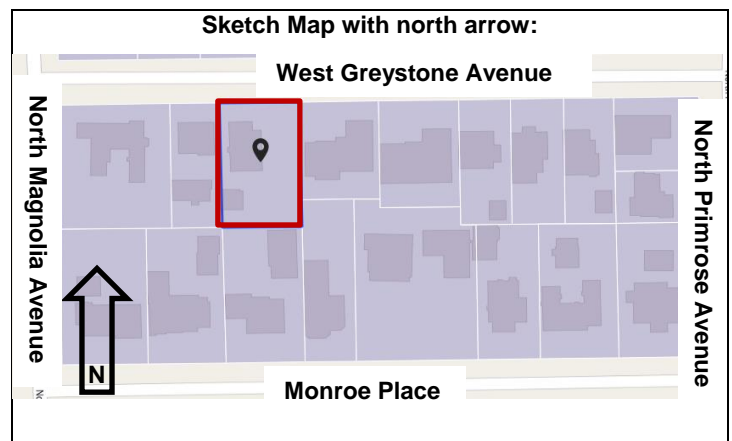 Sketch Map with north arrow:
West Greystone Avenue
North Magnolia Avenue
North Primrose Avenue
N
Monroe Place